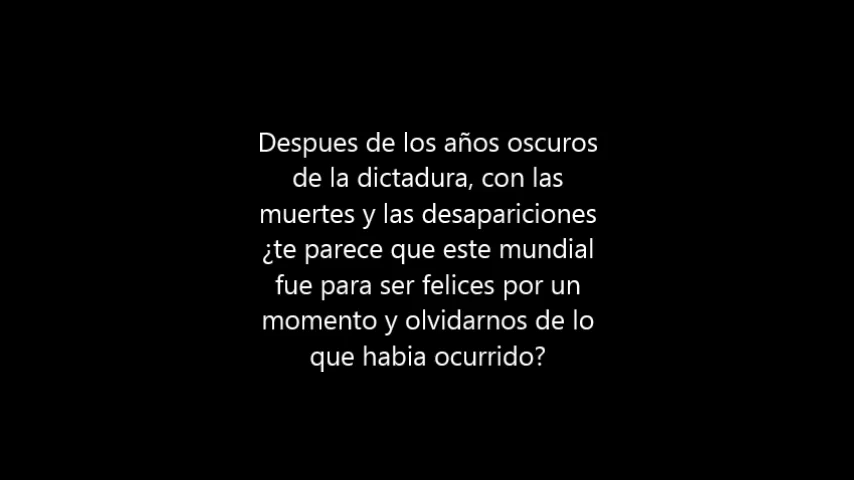 Despues de los años oscuros
de la dictadura, con las
muertes y las desapariciones
¿te parece que este mundial
fue para ser felices por un
momento y olvidarnos de lo
que habia ocurrido?